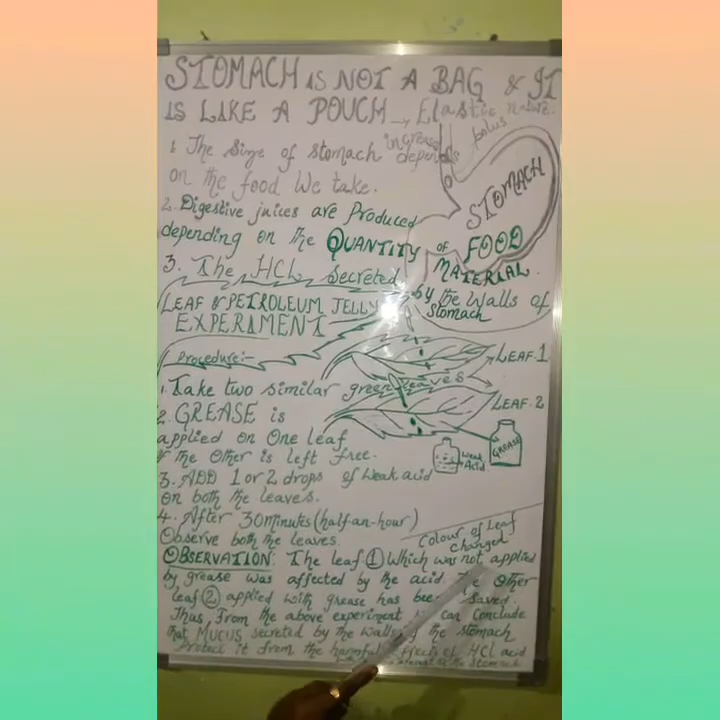 STOMACH IS NOT A BAG & IT
IS LIKE A POUCH → Elastic nature.
bolus
1. The Size of stomach increases depends
on the food We take.
STOMACH
2. Digestive juices are Produced
depending on the QUANTITY OF FOOD
MATERIAL.
3. The HCL Secreted by the Walls of
stomach
LEAF & PETROLEUM JELLY
EXPERIMENT
Procedure:-
LEAF.1
1. Take two similar green leaves
LEAF.2
2. GREASE is
applied on One leaf
& the other is left free.
GREASE
Weak
Acid
3. ADD 1 or 2 drops of Weak acid
on both the leaves.
4. After 30 minutes (half-an-hour)
Observe both the leaves.
Colour of Leaf
changed
OBSERVATION: The leaf ① Which was not applied
by grease was affected by the acid. The Other
leaf ② applied with grease has been Saved.
Thus, from the above experiment we can Conclude
that MUCUS secreted by the walls of the stomach
Protect it from the harmful effects of HCl acid
of the Stomach